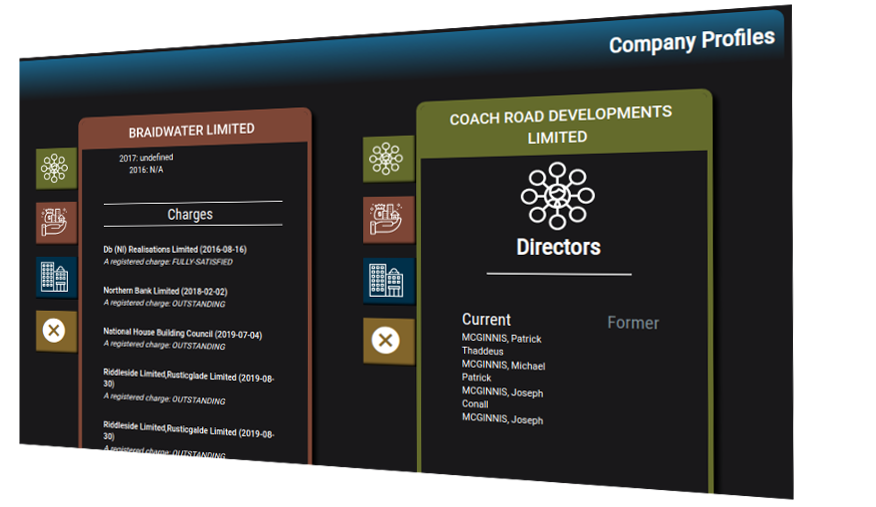 Company Profiles
BRAIDWATER LIMITED
2017: undefined
2016: N/A
Charges
Db (NI) Realisations Limited (2016-08-16)
A registered charge: FULLY-SATISFIED
Northern Bank Limited (2018-02-02)
A registered charge: OUTSTANDING
National House Building Council (2019-07-04)
A registered charge: OUTSTANDING
Riddleside Limited,Rusticglade Limited (2019-08-
30)
A registered charge: OUTSTANDING
Riddleside Limited,Rusticgalde Limited (2019-08-
30)
A registered charge: OUTSTANDING
COACH ROAD DEVELOPMENTS
LIMITED
Directors
Current
Former
MCGINNIS, Patrick
Thaddeus
MCGINNIS, Michael
Patrick
MCGINNIS, Joseph
Conall
MCGINNIS, Joseph